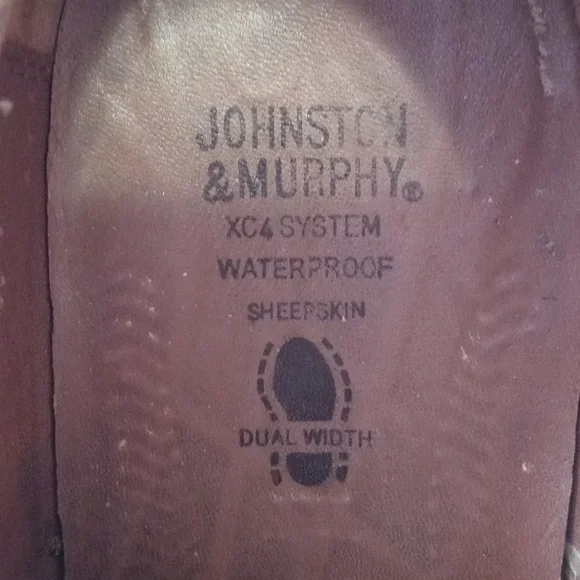 JOHNSTON
& MURPHY®
XC4 SYSTEM
WATERPROOF
SHEEPSKIN
DUAL WIDTH